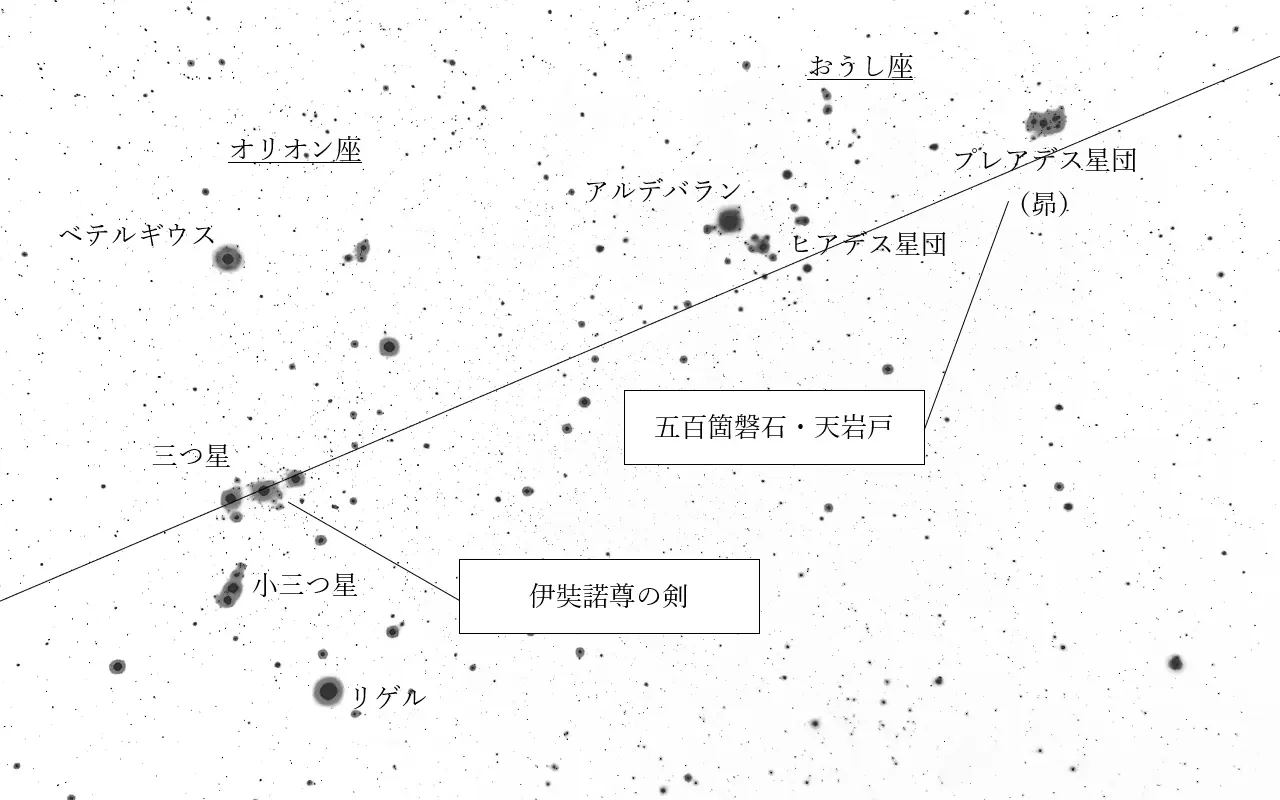 おうし座
オリオン座
プレアデス星団
（昴）
アルデバラン
ベテルギウス
ヒアデス星団
五百箇磐石・天岩戸
三つ星
小三つ星
伊奘諾尊の剣
リゲル